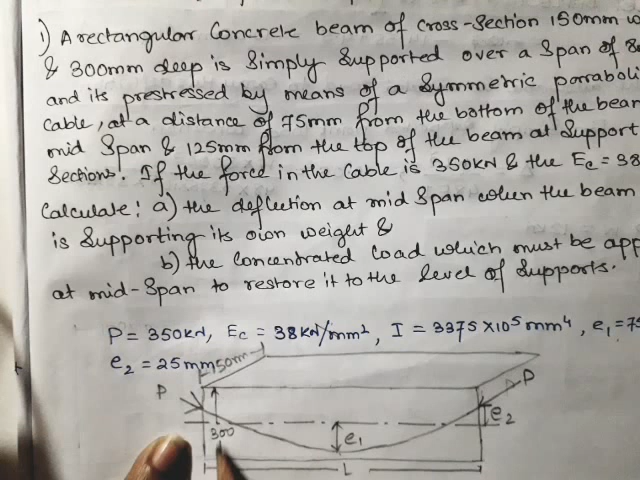 1) A rectangular Concrete beam of Cross-Section 150mm
& 300mm deep is Simply Supported over a Span of
and its prestressed by means of a Symmetric
Cable, at a distance of 75mm from the bottom of the
mid Span & 125mm from the top of the beam at Support
Sections. If the force in the Cable is 350KN & the Ec = 38
Calculate: a) the deflection at mid Span when the beam
is Supporting its own weight &
b) the Concentrated load which must be
at mid-Span to restore it to the level of Supports.
P = 350KN, Ec = 38KN/mm², I = 3375 x10⁵ mm⁴, e₁ =
e₂ = 25mm
P
300
e₁
P
e₂
L